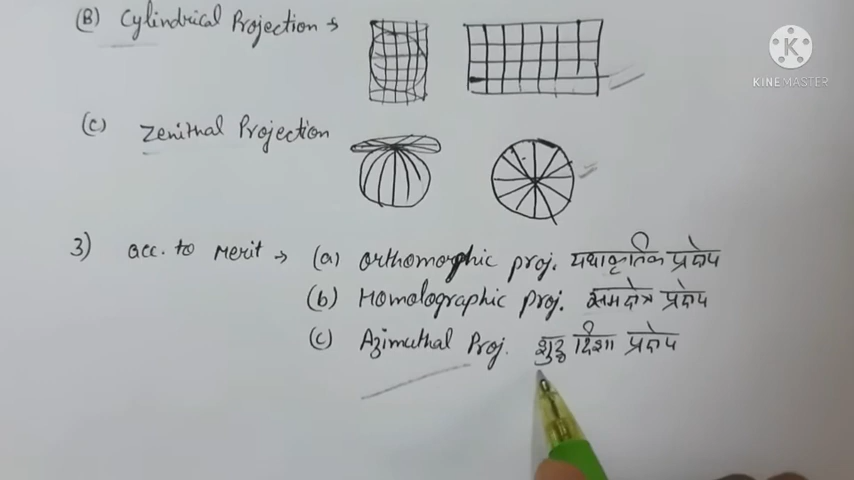 (B) Cylindrical Projection →
K
KINEMASTER
(C) Zenithal Projection
3) acc. to merit → (a) Orthomorphic proj. यथाकृतिक प्रक्षेप
(b) Homolographic proj. समक्षेत्र प्रक्षेप
(c) Azimuthal Proj. शुद्ध दिशा प्रक्षेप